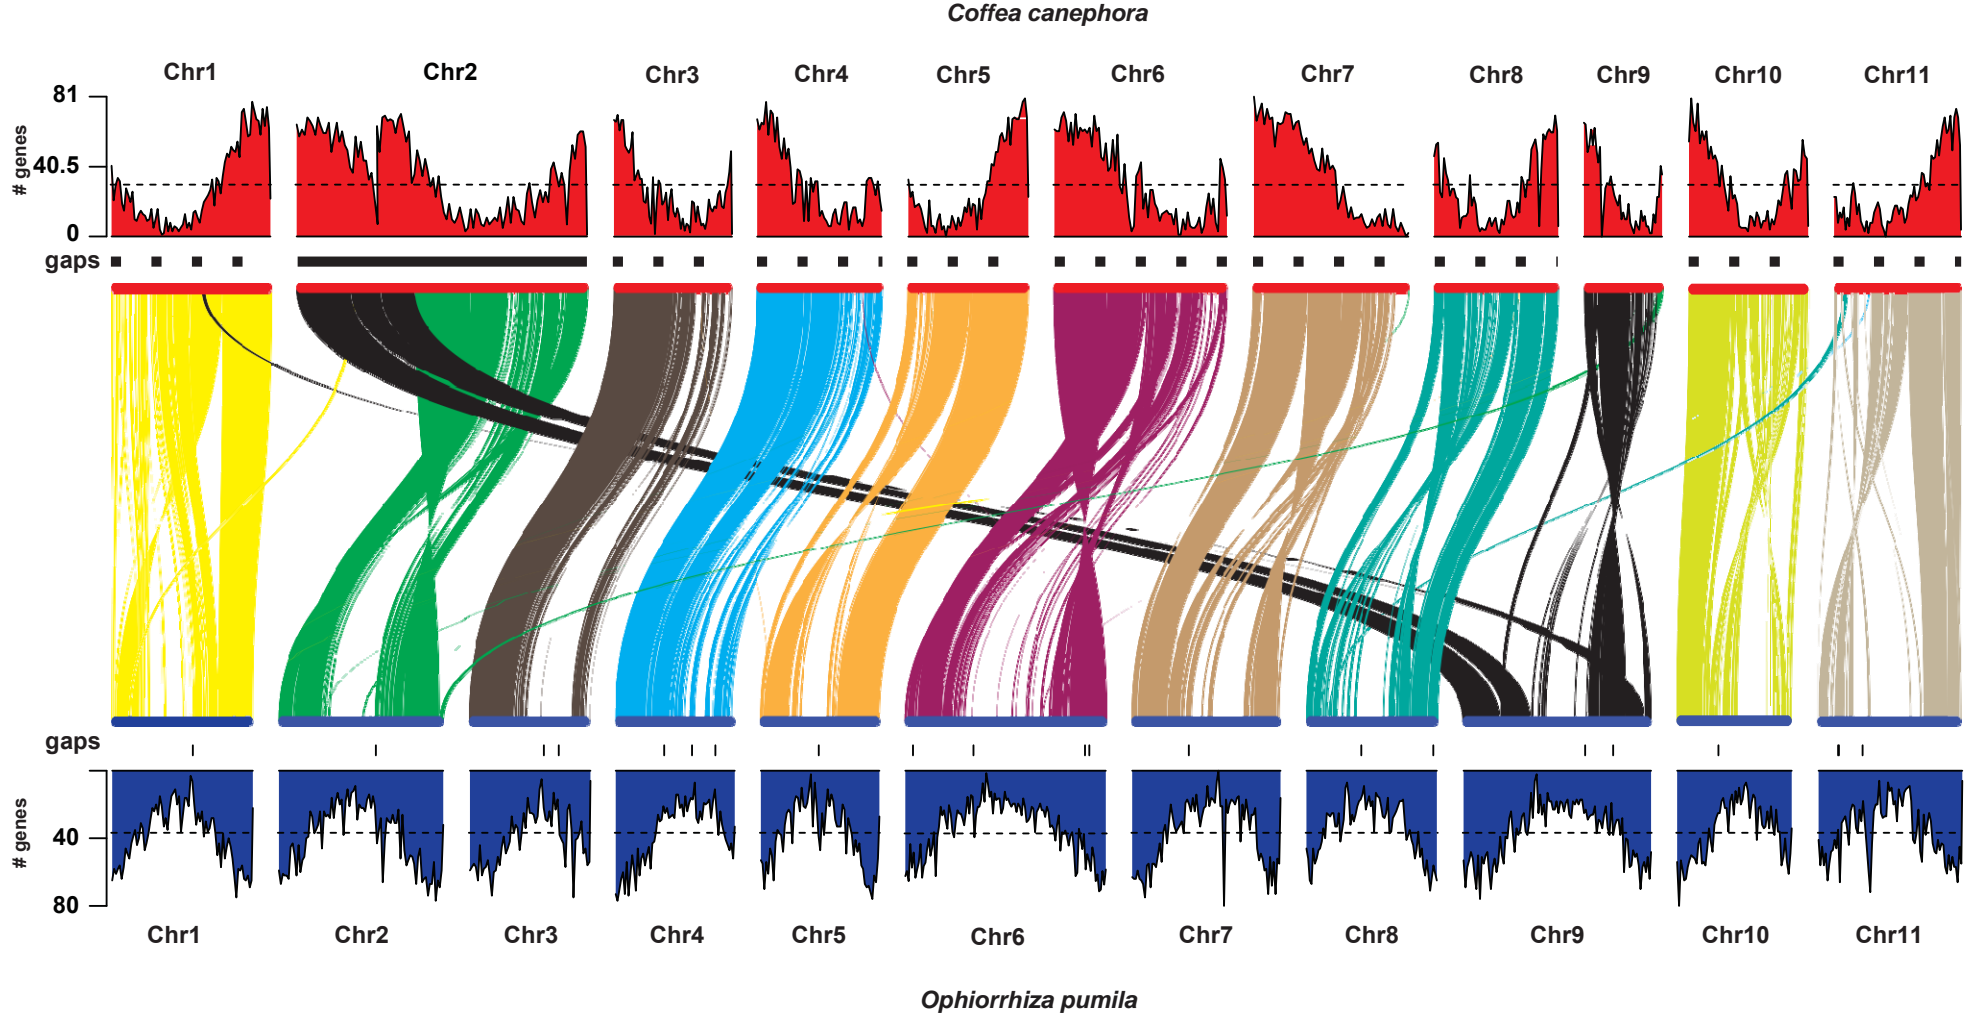 Coffea canephora
Chr1 Chr2 Chr3 Chr4 Chr5 Chr6 Chr7 Chr8 Chr9 Chr10 Chr11
81
# genes
40.5
0
gaps
gaps
# genes
40
80
Chr1 Chr2 Chr3 Chr4 Chr5 Chr6 Chr7 Chr8 Chr9 Chr10 Chr11
Ophiorrhiza pumila